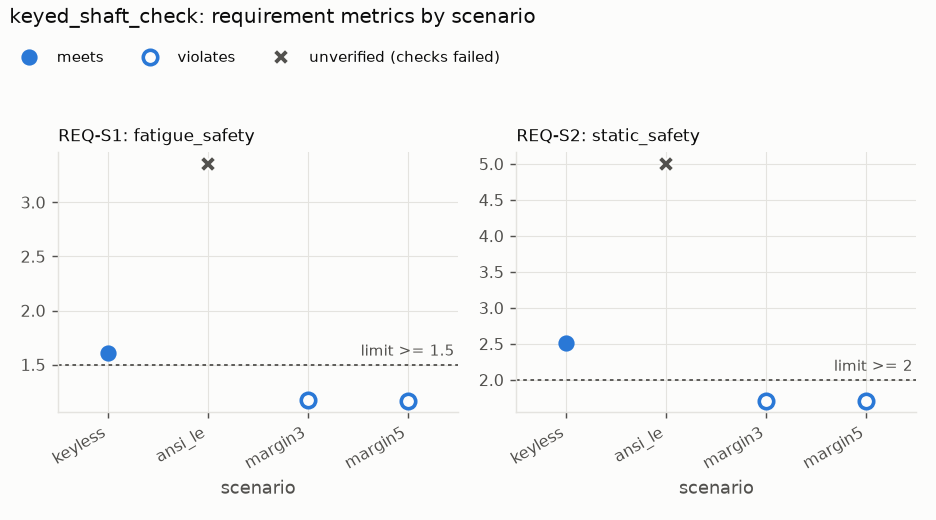 keyed_shaft_check: requirement metrics by scenario
meets violates unverified (checks failed)
REQ-S1: fatigue_safety
3.0
2.5
2.0
1.5
limit >= 1.5
keyless ansi_le margin3 margin5
scenario
REQ-S2: static_safety
5.0
4.5
4.0
3.5
3.0
2.5
2.0
limit >= 2
keyless ansi_le margin3 margin5
scenario